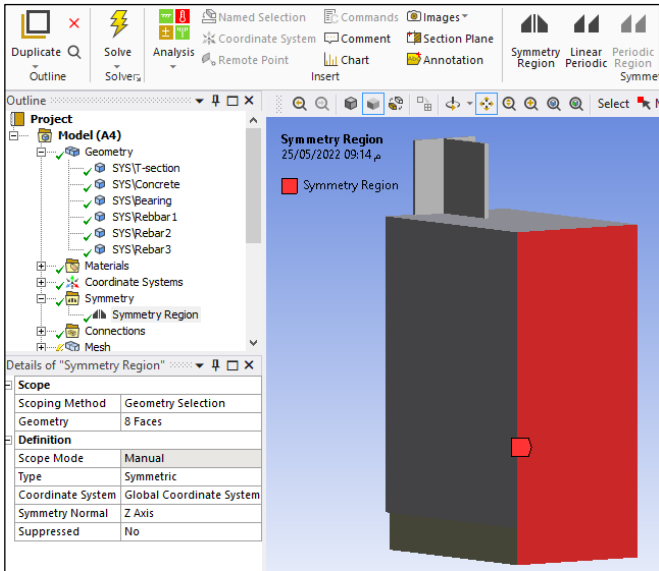 Duplicate
Outline
Solve
Solver
Analysis
Named Selection
Coordinate System
Remote Point
Commands
Comment
Chart
Images
Section Plane
Annotation
Insert
Symmetry Region
Linear Periodic
Periodic Region
Outline
Select
Project
Model (A4)
Geometry
SYS\T-section
SYS\Concrete
SYS\Bearing
SYS\Rebbar1
SYS\Rebar2
SYS\Rebar3
Materials
Coordinate Systems
Symmetry
Symmetry Region
Connections
Mesh
Symmetry Region
25/05/2022 09:14 م
Symmetry Region
Details of "Symmetry Region"
Scope
Scoping Method Geometry Selection
Geometry 8 Faces
Definition
Scope Mode Manual
Type Symmetric
Coordinate System Global Coordinate System
Symmetry Normal Z Axis
Suppressed No